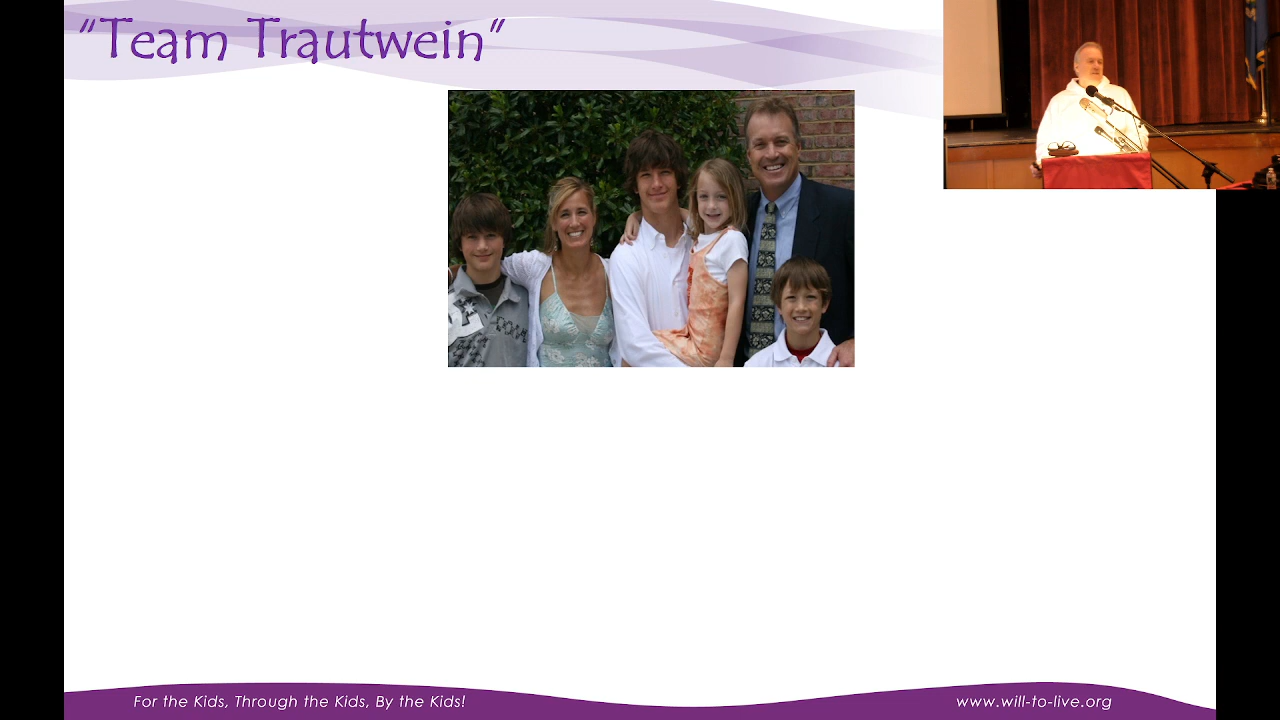 “Team Trautwein”
For the Kids, Through the Kids, By the Kids!
www.will-to-live.org